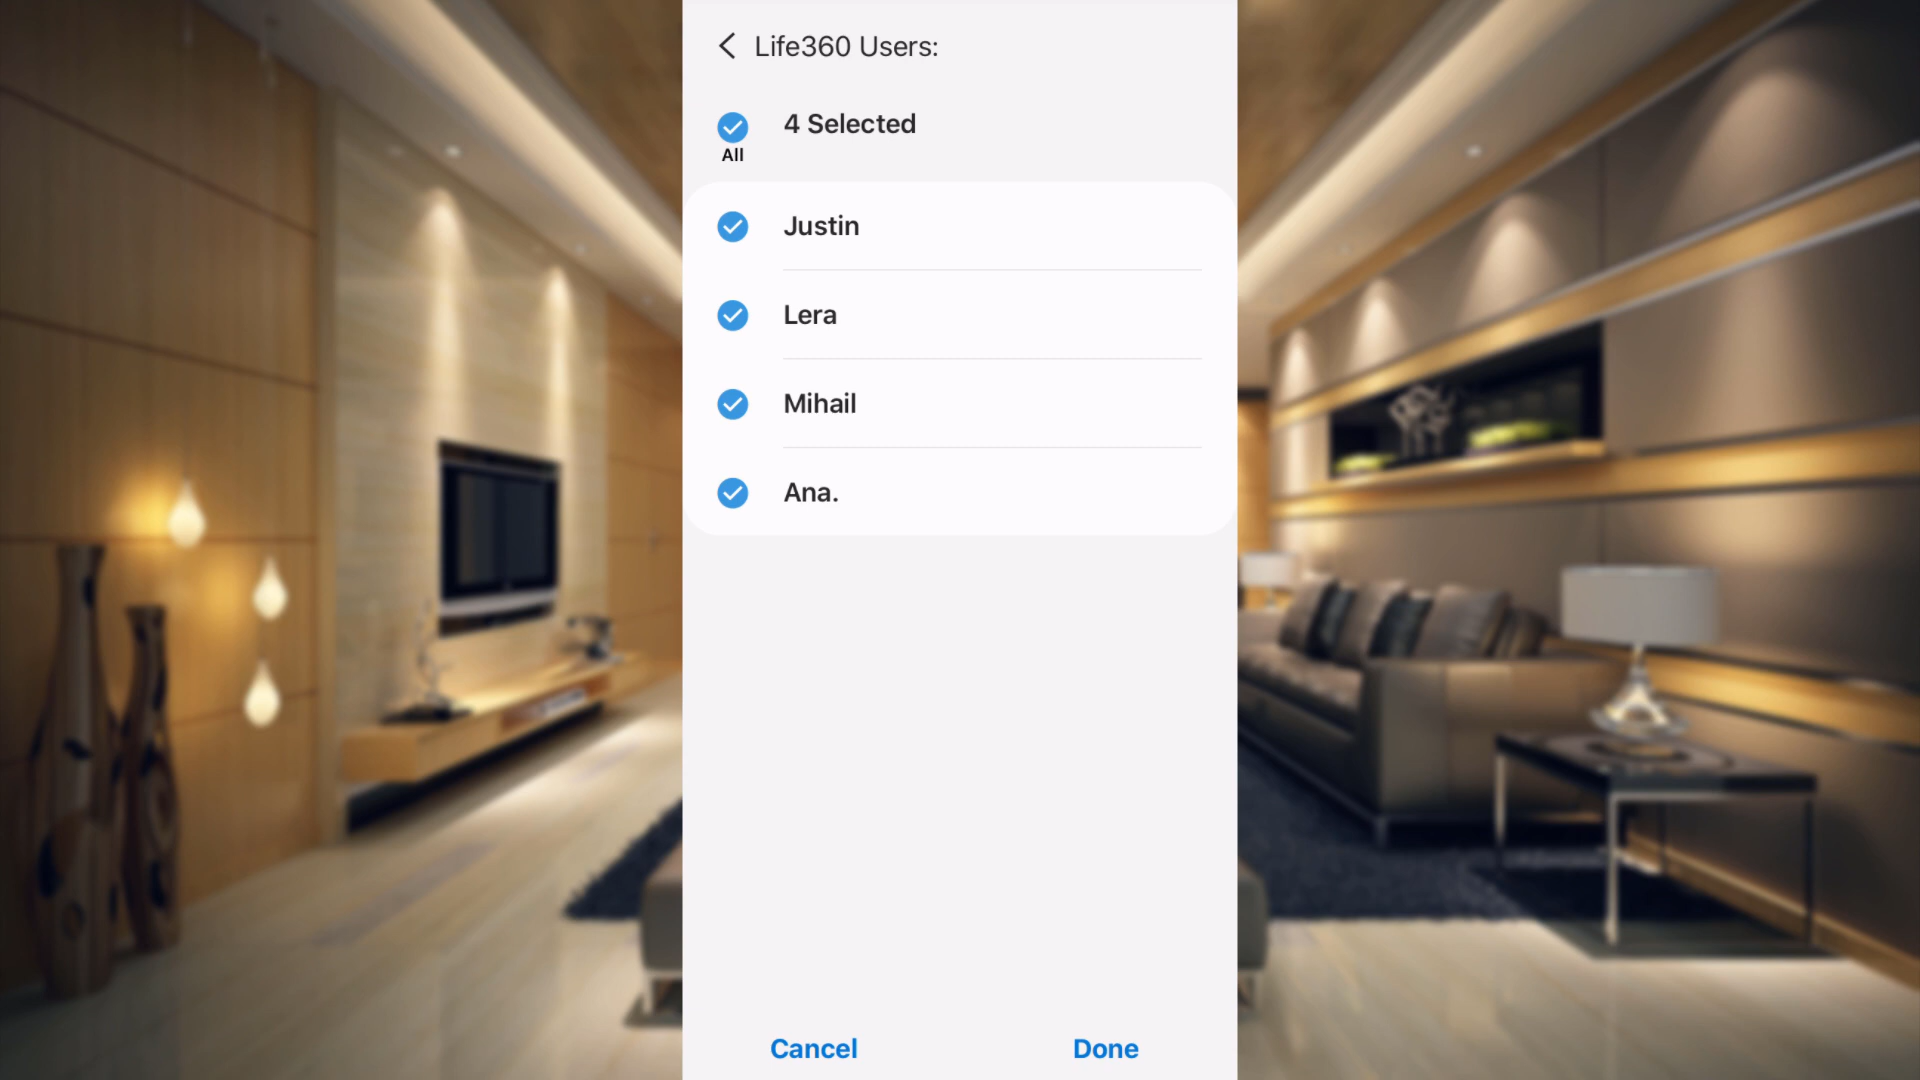 Life360 Users:
4 Selected
All
Justin
Lera
Mihail
Ana.
Cancel
Done